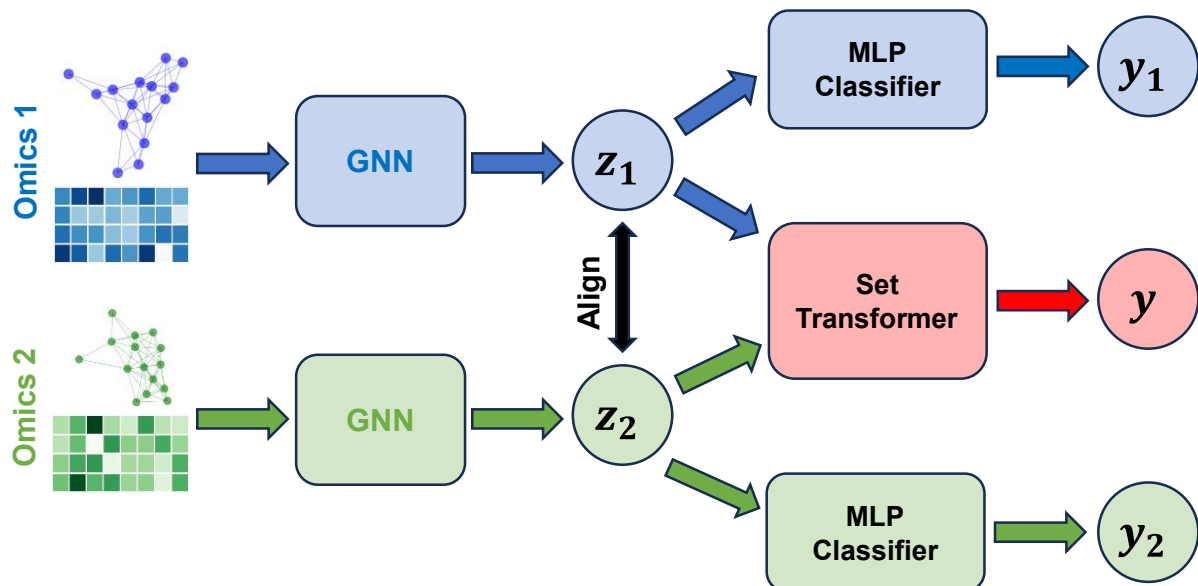 Omics 1
GNN
z1
MLP
Classifier
y1
Align
Set
Transformer
y
Omics 2
GNN
z2
MLP
Classifier
y2